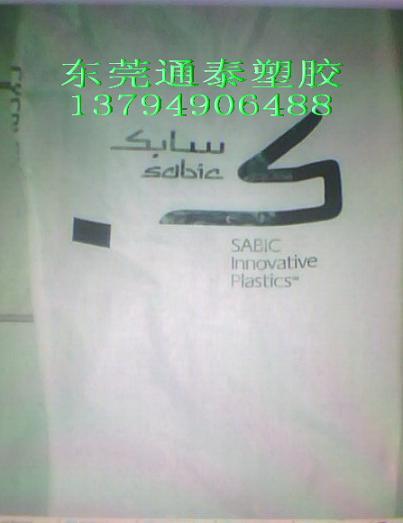 东莞通泰塑胶
13794906488
سابك
sabic
SABIC
Innovative
Plastics